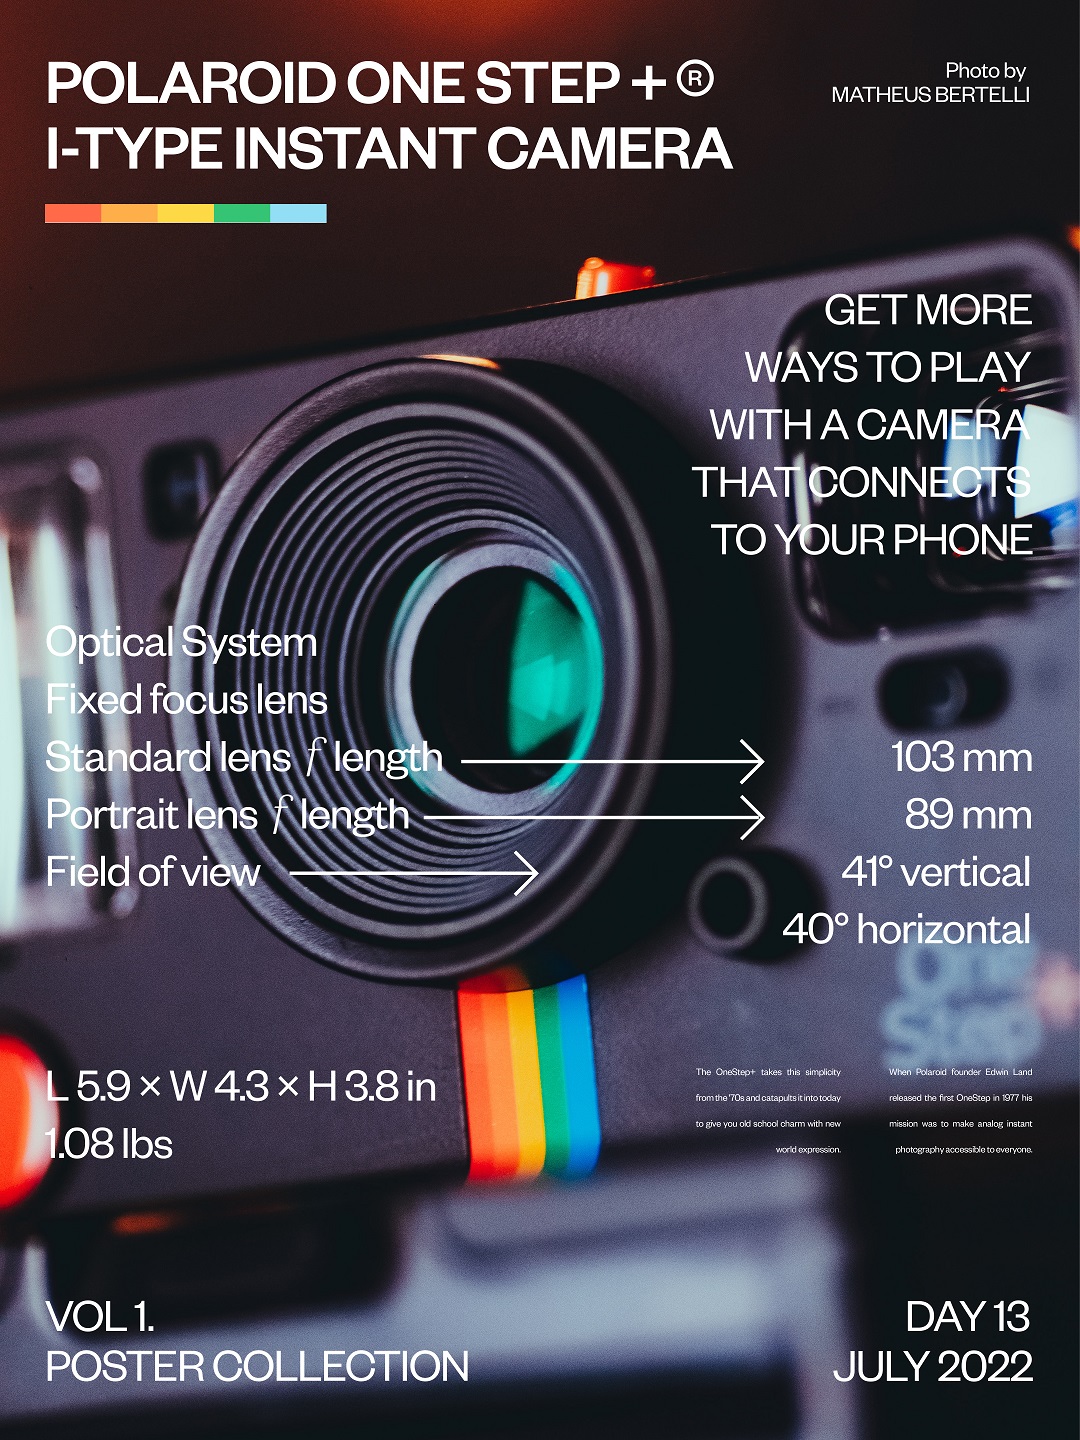 POLAROID ONE STEP + ®
I-TYPE INSTANT CAMERA
Photo by
MATHEUS BERTELLI
GET MORE
WAYS TO PLAY
WITH A CAMERA
THAT CONNECTS
TO YOUR PHONE
Optical System
Fixed focus lens
Standard lens f length → 103 mm
Portrait lens f length → 89 mm
Field of view → 41° vertical
40° horizontal
One
Step+
L 5.9 × W 4.3 × H 3.8 in
1.08 lbs
The OneStep+ takes this simplicity
from the '70s and catapults it into today
to give you old school charm with new
world expression.
When Polaroid founder Edwin Land
released the first OneStep in 1977 his
mission was to make analog instant
photography accessible to everyone.
VOL 1.
POSTER COLLECTION
DAY 13
JULY 2022